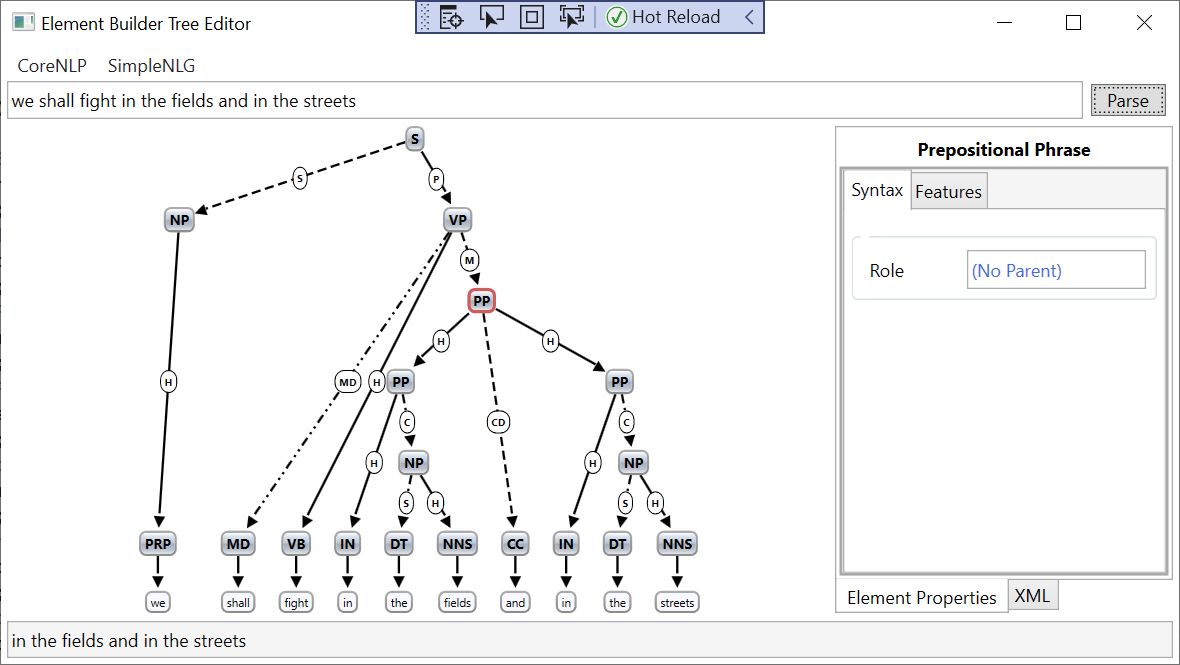 Element Builder Tree Editor
Hot Reload
CoreNLP SimpleNLG
we shall fight in the fields and in the streets
Parse
Prepositional Phrase
Syntax Features
Role (No Parent)
Element Properties XML
S
S P
NP VP
M
PP
H H
H MD H PP PP
C CD C
H NP H NP
S H S H
PRP MD VB IN DT NNS CC IN DT NNS
we shall fight in the fields and in the streets
in the fields and in the streets